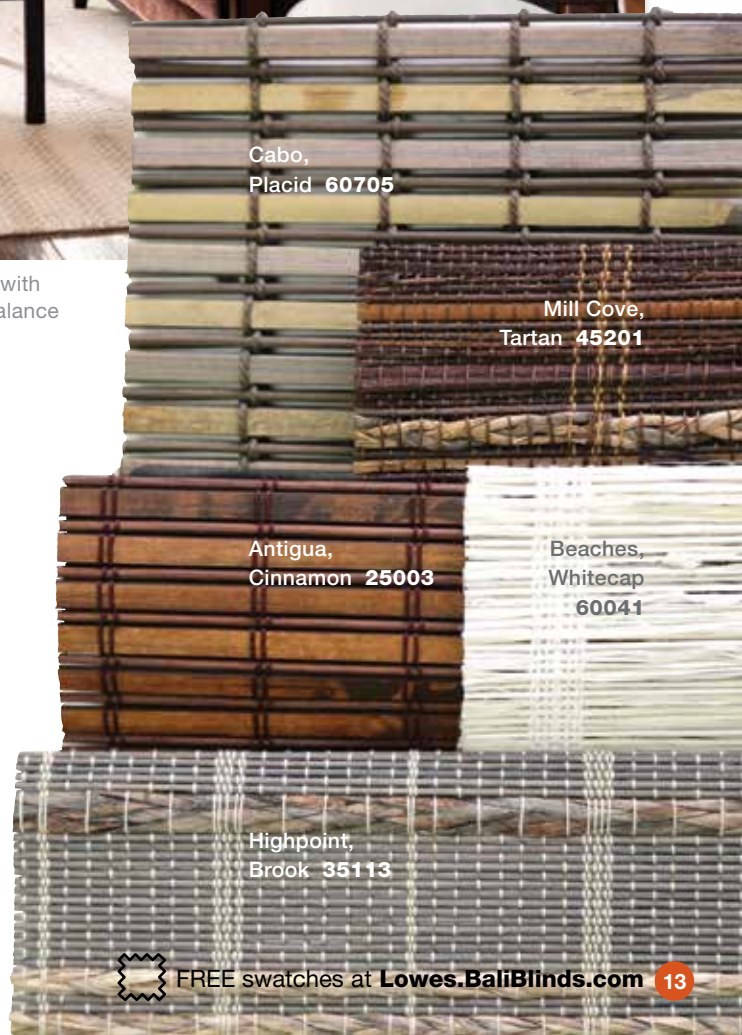 Cabo,
Placid 60705
with
alance
Mill Cove,
Tartan 45201
Antigua,
Cinnamon 25003
Beaches,
Whitecap
60041
Highpoint,
Brook 35113
FREE swatches at Lowes.BaliBlinds.com 13